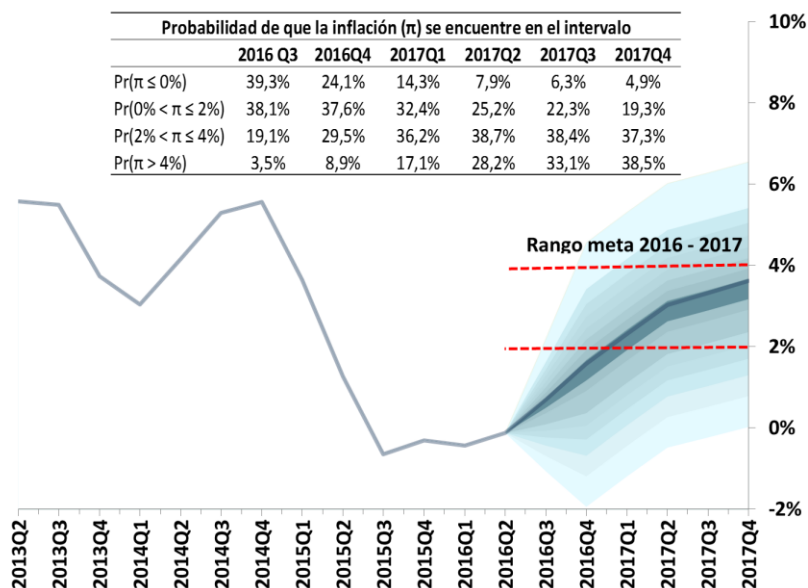 Probabilidad de que la inflación (π) se encuentre en el intervalo
2016 Q3 2016Q4 2017Q1 2017Q2 2017Q3 2017Q4
Pr(π ≤ 0%) 39,3% 24,1% 14,3% 7,9% 6,3% 4,9%
Pr(0% < π ≤ 2%) 38,1% 37,6% 32,4% 25,2% 22,3% 19,3%
Pr(2% < π ≤ 4%) 19,1% 29,5% 36,2% 38,7% 38,4% 37,3%
Pr(π > 4%) 3,5% 8,9% 17,1% 28,2% 33,1% 38,5%
Rango meta 2016 - 2017
10%
8%
6%
4%
2%
0%
-2%
2013Q2
2013Q3
2013Q4
2014Q1
2014Q2
2014Q3
2014Q4
2015Q1
2015Q2
2015Q3
2015Q4
2016Q1
2016Q2
2016Q3
2016Q4
2017Q1
2017Q2
2017Q3
2017Q4